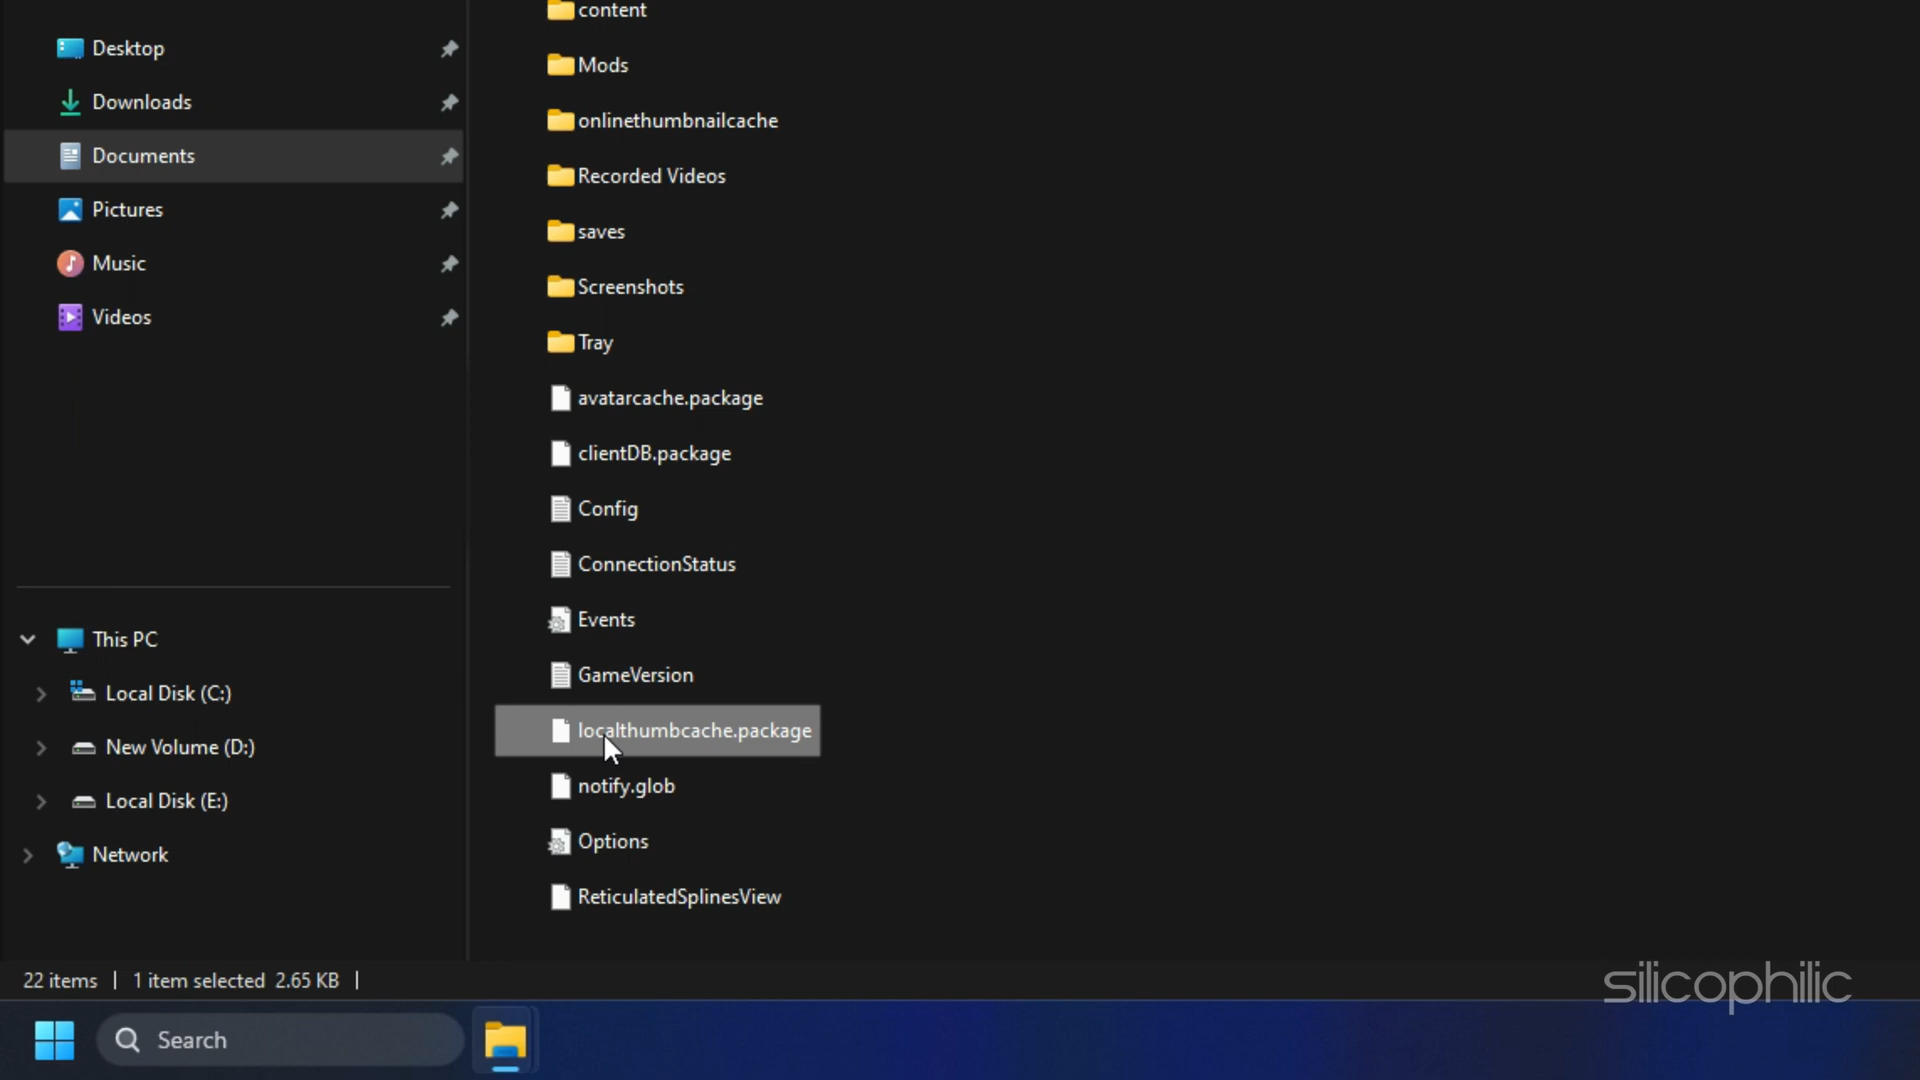 Desktop
Downloads
Documents
Pictures
Music
Videos
This PC
Local Disk (C:)
New Volume (D:)
Local Disk (E:)
Network
content
Mods
onlinethumbnailcache
Recorded Videos
saves
Screenshots
Tray
avatarcache.package
clientDB.package
Config
ConnectionStatus
Events
GameVersion
localthumbcache.package
notify.glob
Options
ReticulatedSplinesView
22 items | 1 item selected 2.65 KB |
silicophilic
Search